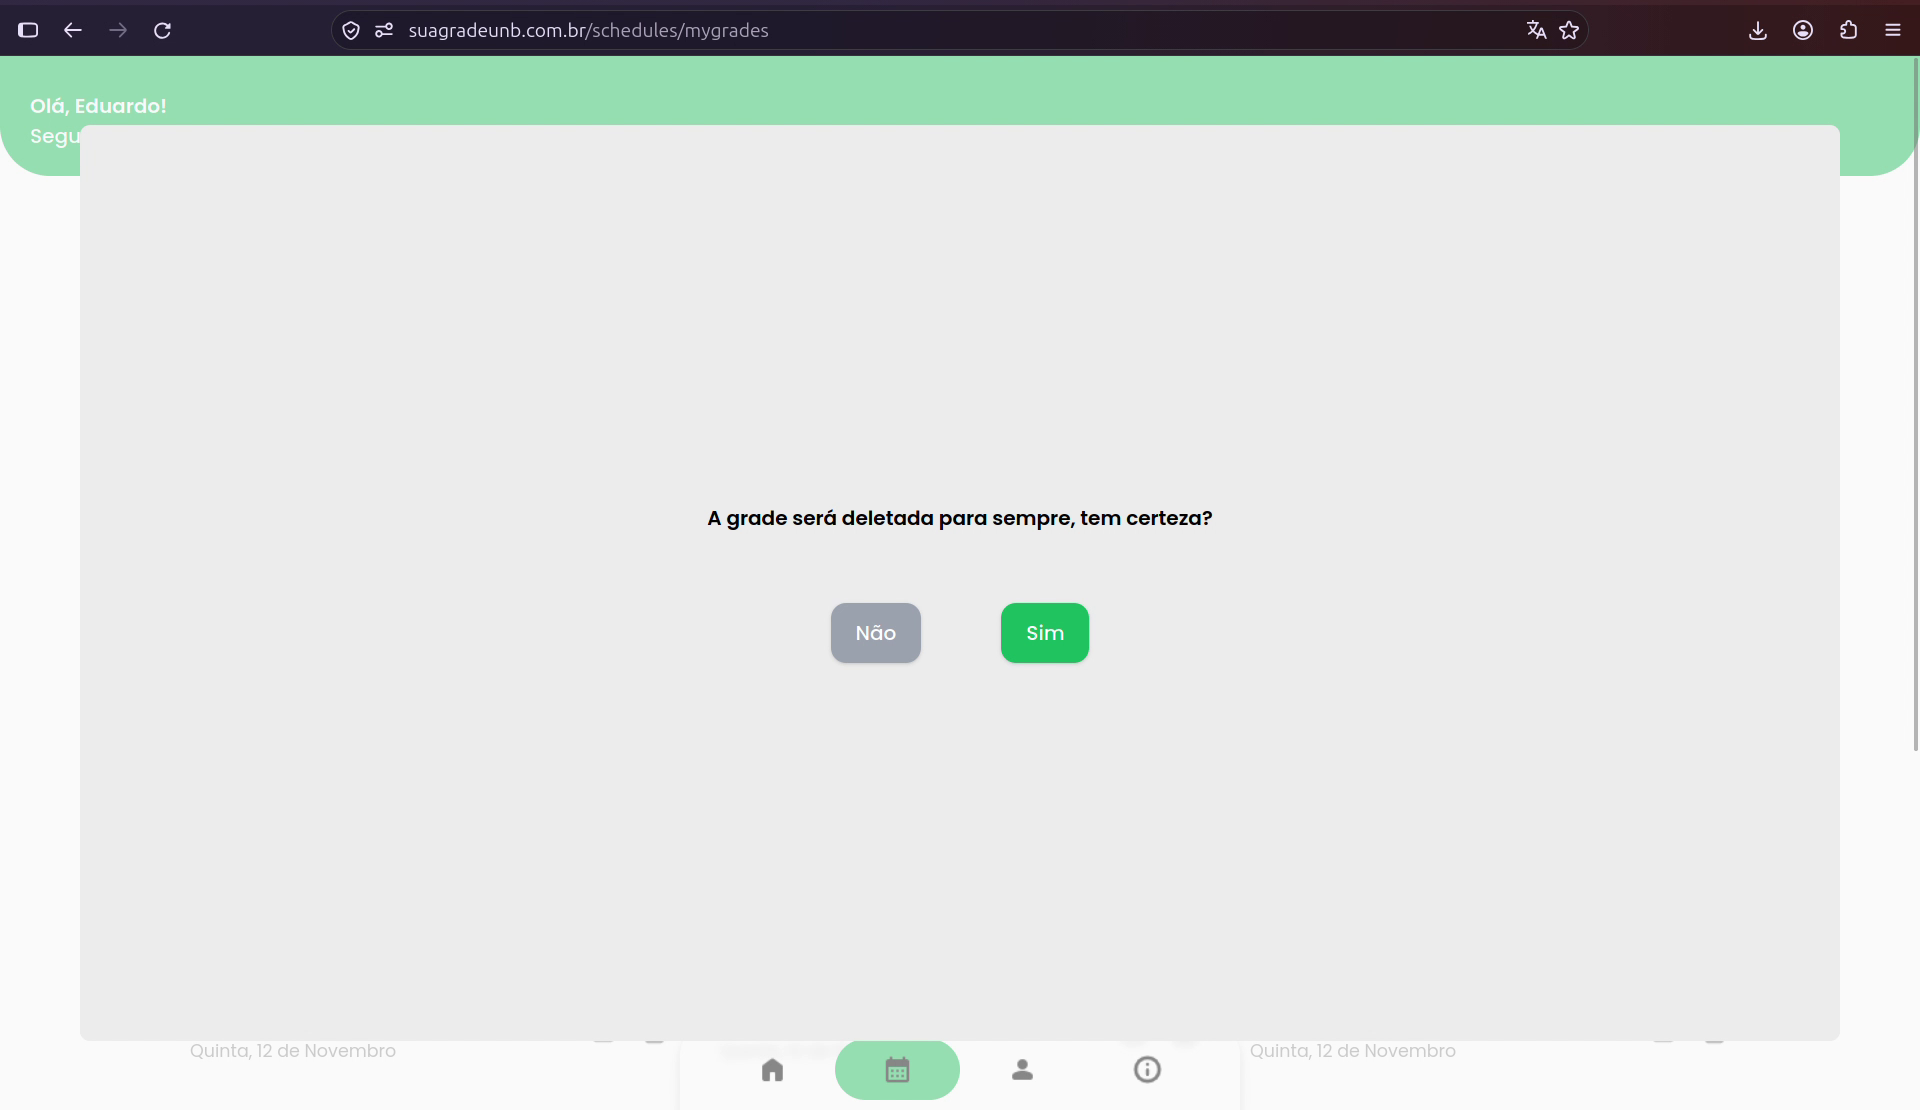 suagradeunb.com.br/schedules/mygrades
Olá, Eduardo!
Segu
A grade será deletada para sempre, tem certeza?
Não
Sim
Quinta, 12 de Novembro
Quinta, 12 de Novembro